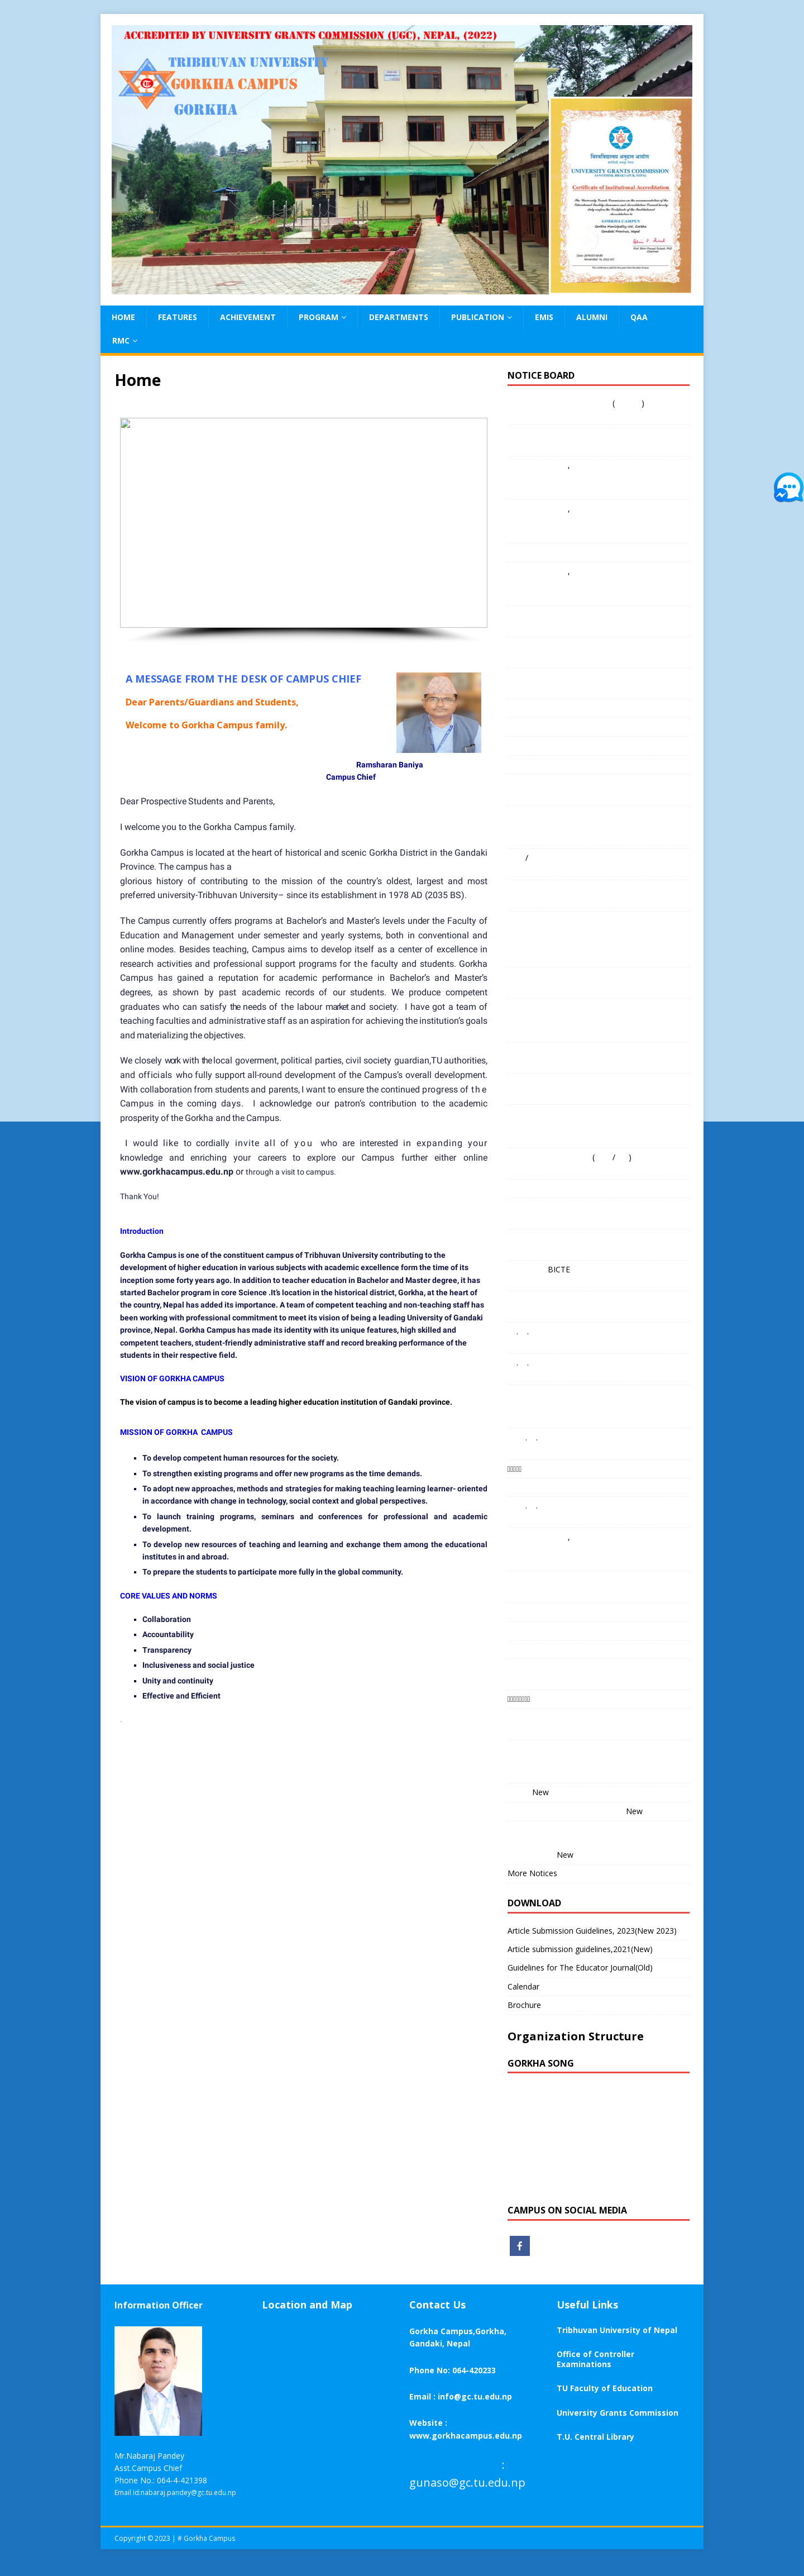 ACCREDITED BY UNIVERSITY GRANTS COMMISSION (UGC), NEPAL, (2022)
TRIBHUVAN UNIVERSITY
GORKHA CAMPUS
GORKHA
विश्वविद्यालय अनुदान आयोग
UNIVERSITY GRANTS COMMISSION
SANOTHIMI, BHAKTAPUR, NEPAL
Certificate of Institutional Accreditation
GORKHA CAMPUS
HOME
FEATURES
ACHIEVEMENT
PROGRAM
DEPARTMENTS
PUBLICATION
EMIS
ALUMNI
QAA
RMC
Home
A MESSAGE FROM THE DESK OF CAMPUS CHIEF
Dear Parents/Guardians and Students,
Welcome to Gorkha Campus family.
Ramsharan Baniya
Campus Chief
Dear Prospective Students and Parents,
I welcome you to the Gorkha Campus family.
Gorkha Campus is located at the heart of historical and scenic Gorkha District in the Gandaki
Province. The campus has a
glorious history of contributing to the mission of the country's oldest, largest and most
preferred university-Tribhuvan University– since its establishment in 1978 AD (2035 BS).
The Campus currently offers programs at Bachelor's and Master's levels under the Faculty of
Education and Management under semester and yearly systems, both in conventional and
online modes. Besides teaching, Campus aims to develop itself as a center of excellence in
research activities and professional support programs for the faculty and students. Gorkha
Campus has gained a reputation for academic performance in Bachelor's and Master's
degrees, as shown by past academic records of our students. We produce competent
graduates who can satisfy the needs of the labour market and society. I have got a team of
teaching faculties and administrative staff as an aspiration for achieving the institution's goals
and materializing the objectives.
We closely work with the local goverment, political parties, civil society guardian,TU authorities,
and officials who fully support all-round development of the Campus's overall development.
With collaboration from students and parents, I want to ensure the continued progress of the
Campus in the coming days. I acknowledge our patron's contribution to the academic
prosperity of the Gorkha and the Campus.
I would like to cordially invite all of you who are interested in expanding your
knowledge and enriching your careers to explore our Campus further either online
www.gorkhacampus.edu.np or through a visit to campus.
Thank You!
Introduction
Gorkha Campus is one of the constituent campus of Tribhuvan University contributing to the
development of higher education in various subjects with academic excellence form the time of its
inception some forty years ago. In addition to teacher education in Bachelor and Master degree, it has
started Bachelor program in core Science .It's location in the historical district, Gorkha, at the heart of
the country, Nepal has added its importance. A team of competent teaching and non-teaching staff has
been working with professional commitment to meet its vision of being a leading University of Gandaki
province, Nepal. Gorkha Campus has made its identity with its unique features, high skilled and
competent teachers, student-friendly administrative staff and record breaking performance of the
students in their respective field.
VISION OF GORKHA CAMPUS
The vision of campus is to become a leading higher education institution of Gandaki province.
MISSION OF GORKHA CAMPUS
To develop competent human resources for the society.
To strengthen existing programs and offer new programs as the time demands.
To adopt new approaches, methods and strategies for making teaching learning learner- oriented
in accordance with change in technology, social context and global perspectives.
To launch training programs, seminars and conferences for professional and academic
development.
To develop new resources of teaching and learning and exchange them among the educational
institutes in and abroad.
To prepare the students to participate more fully in the global community.
CORE VALUES AND NORMS
Collaboration
Accountability
Transparency
Inclusiveness and social justice
Unity and continuity
Effective and Efficient
NOTICE BOARD
( )
,
,
,
/
( / )
BICTE
. .
. .
. .
. .
,
New
New
New
More Notices
DOWNLOAD
Article Submission Guidelines, 2023(New 2023)
Article submission guidelines,2021(New)
Guidelines for The Educator Journal(Old)
Calendar
Brochure
Organization Structure
GORKHA SONG
CAMPUS ON SOCIAL MEDIA
Information Officer
Mr.Nabaraj Pandey
Asst.Campus Chief
Phone No.: 064-4-421398
Email Id:nabaraj.pandey@gc.tu.edu.np
Location and Map
Contact Us
Gorkha Campus,Gorkha,
Gandaki, Nepal
Phone No: 064-420233
Email : info@gc.tu.edu.np
Website :
www.gorkhacampus.edu.np
:
gunaso@gc.tu.edu.np
Useful Links
Tribhuvan University of Nepal
Office of Controller
Examinations
TU Faculty of Education
University Grants Commission
T.U. Central Library
Copyright © 2023 | # Gorkha Campus